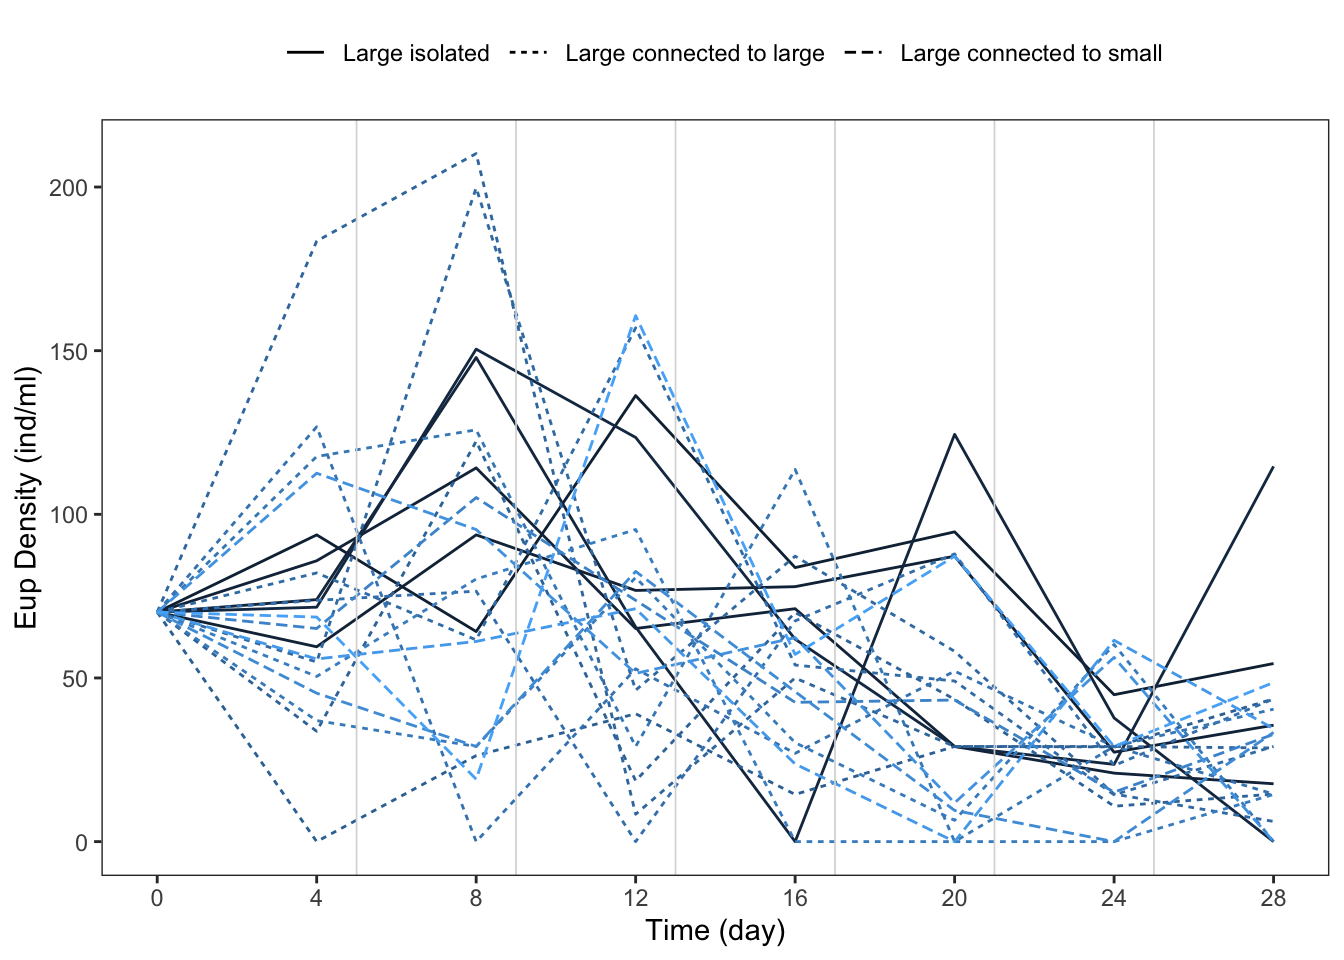 Large isolated Large connected to large Large connected to small
200
150
100
50
0
Eup Density (ind/ml)
0 4 8 12 16 20 24 28
Time (day)